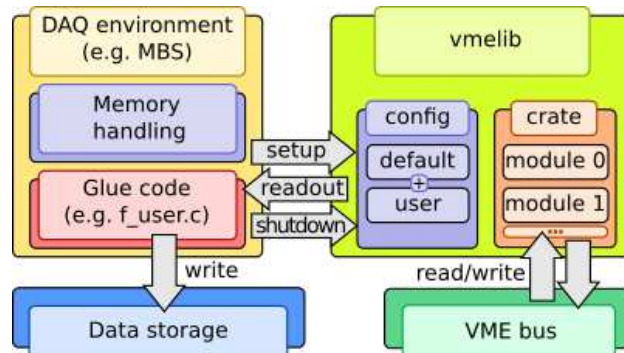 DAQ environment
(e.g. MBS)
vmelib
Memory
handling
config
crate
setup
default
module 0
readout
+
Glue code
(e.g. f_user.c)
user
module 1
shutdown
...
write
read/write
Data storage
VME bus